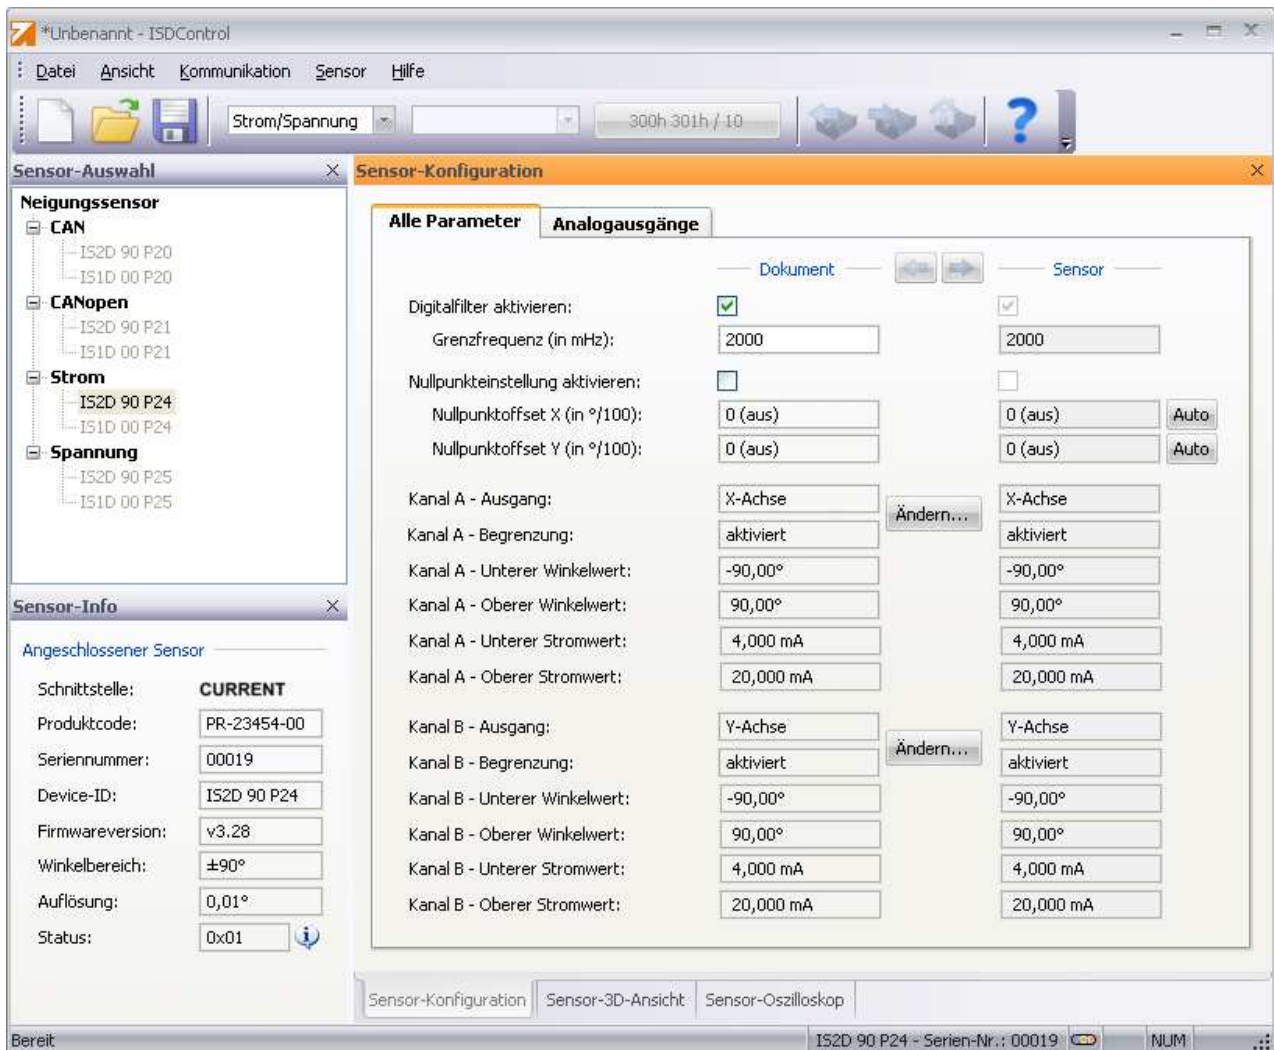 *Unbenannt - ISDControl
Datei Ansicht Kommunikation Sensor Hilfe
Strom/Spannung 300h 301h / 10 ?
Sensor-Auswahl
Neigungssensor
CAN
IS2D 90 P20
IS1D 00 P20
CANopen
IS2D 90 P21
IS1D 00 P21
Strom
IS2D 90 P24
IS1D 00 P24
Spannung
IS2D 90 P25
IS1D 00 P25
Sensor-Info
Angeschlossener Sensor
Schnittstelle: CURRENT
Produktcode: PR-23454-00
Seriennummer: 00019
Device-ID: IS2D 90 P24
Firmwareversion: v3.28
Winkelbereich: ±90°
Auflösung: 0,01°
Status: 0x01
Sensor-Konfiguration
Alle Parameter Analogausgänge
Dokument Sensor
Digitalfilter aktivieren:
Grenzfrequenz (in mHz): 2000 2000
Nullpunkteinstellung aktivieren:
Nullpunktoffset X (in °/100): 0 (aus) 0 (aus) Auto
Nullpunktoffset Y (in °/100): 0 (aus) 0 (aus) Auto
Kanal A - Ausgang: X-Achse Ändern... X-Achse
Kanal A - Begrenzung: aktiviert aktiviert
Kanal A - Unterer Winkelwert: -90,00° -90,00°
Kanal A - Oberer Winkelwert: 90,00° 90,00°
Kanal A - Unterer Stromwert: 4,000 mA 4,000 mA
Kanal A - Oberer Stromwert: 20,000 mA 20,000 mA
Kanal B - Ausgang: Y-Achse Ändern... Y-Achse
Kanal B - Begrenzung: aktiviert aktiviert
Kanal B - Unterer Winkelwert: -90,00° -90,00°
Kanal B - Oberer Winkelwert: 90,00° 90,00°
Kanal B - Unterer Stromwert: 4,000 mA 4,000 mA
Kanal B - Oberer Stromwert: 20,000 mA 20,000 mA
Sensor-Konfiguration Sensor-3D-Ansicht Sensor-Oszilloskop
Bereit IS2D 90 P24 - Serien-Nr.: 00019 NUM